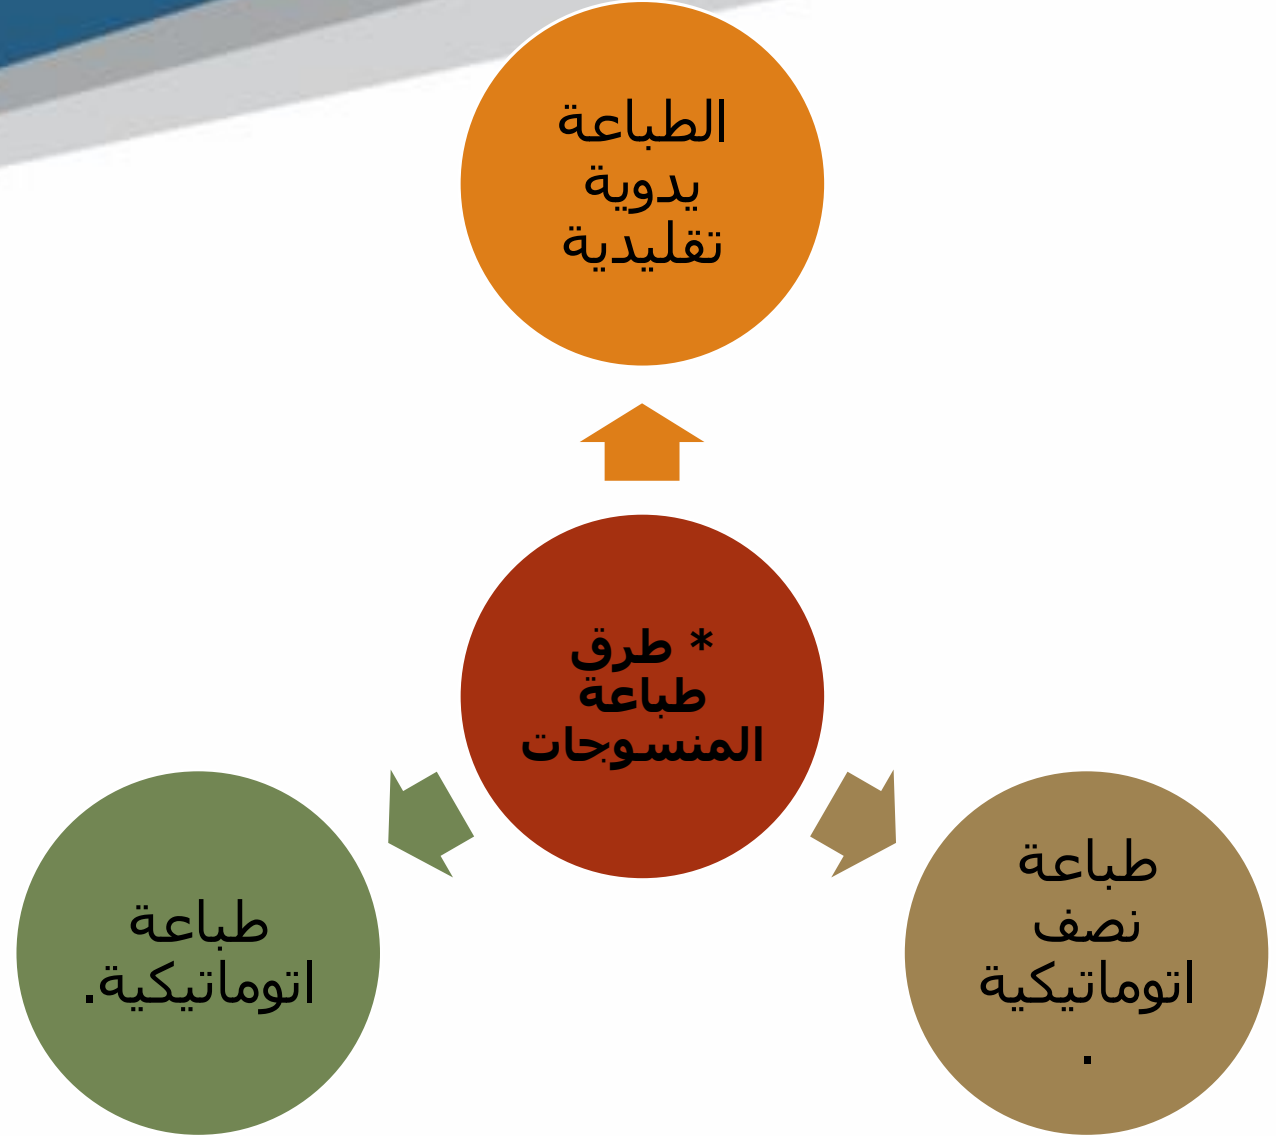 الطباعة
يدوية
تقليدية
* طرق
طباعة
المنسوجات
طباعة
نصف
اتوماتيكية
.
طباعة
اتوماتيكية.